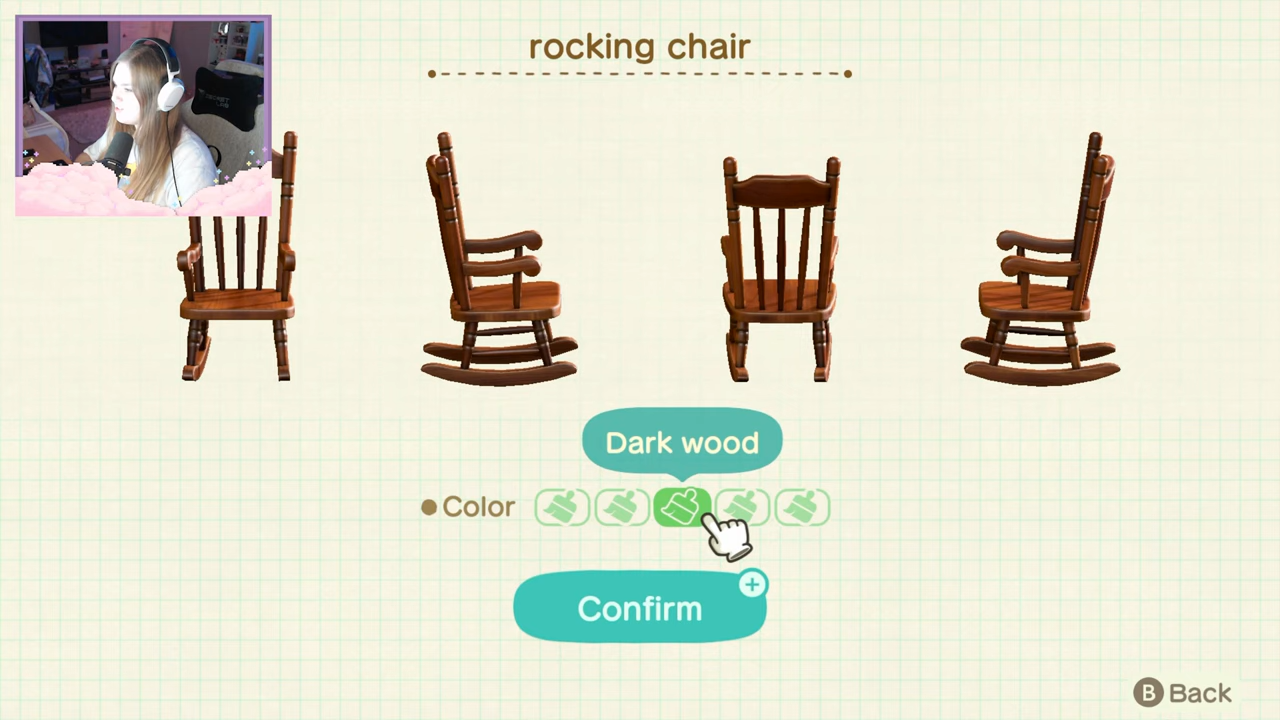 rocking chair
Dark wood
Color
Confirm
B Back